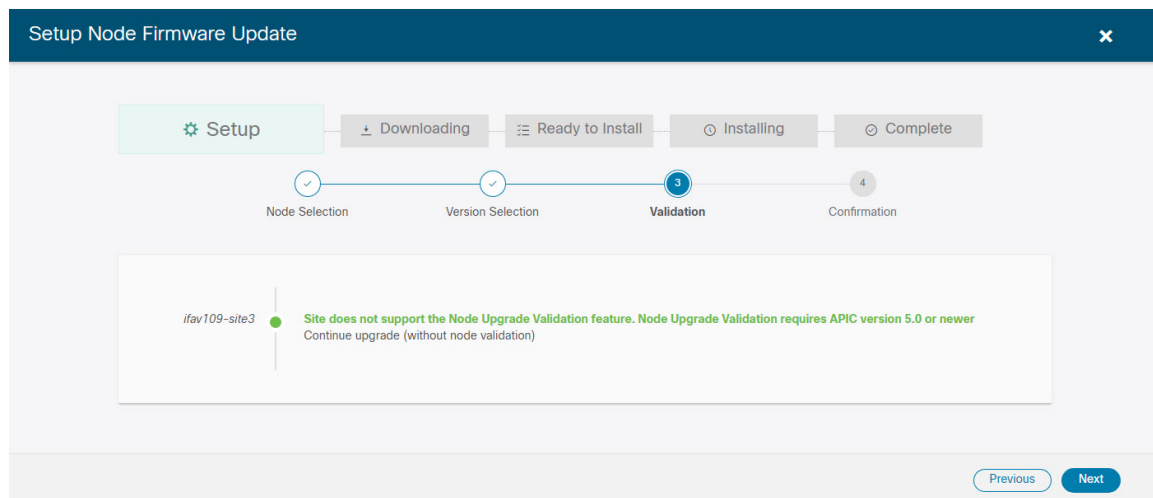 Setup Node Firmware Update
Setup
Downloading
Ready to Install
Installing
Complete
3
4
Node Selection
Version Selection
Validation
Confirmation
ifav109-site3
Site does not support the Node Upgrade Validation feature. Node Upgrade Validation requires APIC version 5.0 or newer
Continue upgrade (without node validation)
Previous
Next